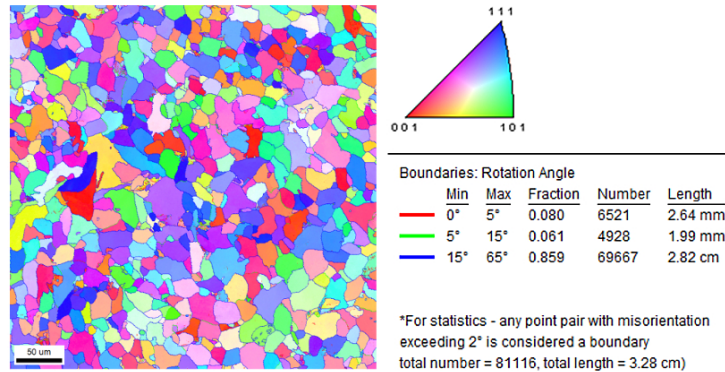 111
001
101
Boundaries: Rotation Angle
Min Max Fraction Number Length
0° 5° 0.080 6521 2.64 mm
5° 15° 0.061 4928 1.99 mm
15° 65° 0.859 69667 2.82 cm
*For statistics - any point pair with misorientation
exceeding 2° is considered a boundary
total number = 81116, total length = 3.28 cm)
50 um